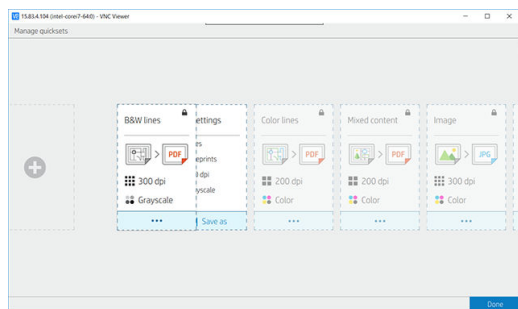 15.83.4.104 (intel-corei7-64i0) - VNC Viewer
Manage quicksets
B&W lines
ettings
Color lines
Mixed content
Image
es
PDF
PDF
PDF
JPG
eprints
300 dpi
dpi
200 dpi
200 dpi
300 dpi
Grayscale
yscale
Color
Color
Color
Save as
Done